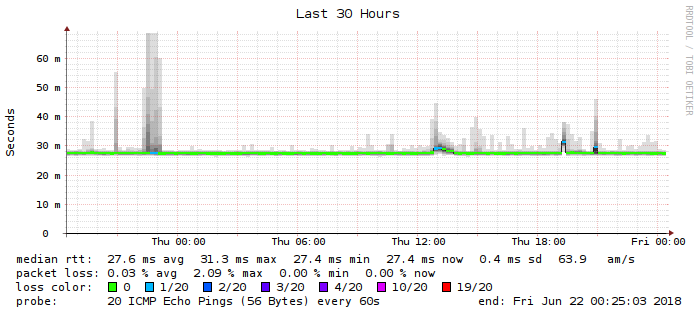 Last 30 Hours
RRDTOOL / TOBI OETIKER
Seconds
60 m
50 m
40 m
30 m
20 m
10 m
0
Thu 00:00 Thu 06:00 Thu 12:00 Thu 18:00 Fri 00:00
median rtt: 27.6 ms avg 31.3 ms max 27.4 ms min 27.4 ms now 0.4 ms sd 63.9 am/s
packet loss: 0.03 % avg 2.09 % max 0.00 % min 0.00 % now
loss color: 0 1/20 2/20 3/20 4/20 10/20 19/20
probe: 20 ICMP Echo Pings (56 Bytes) every 60s end: Fri Jun 22 00:25:03 2018